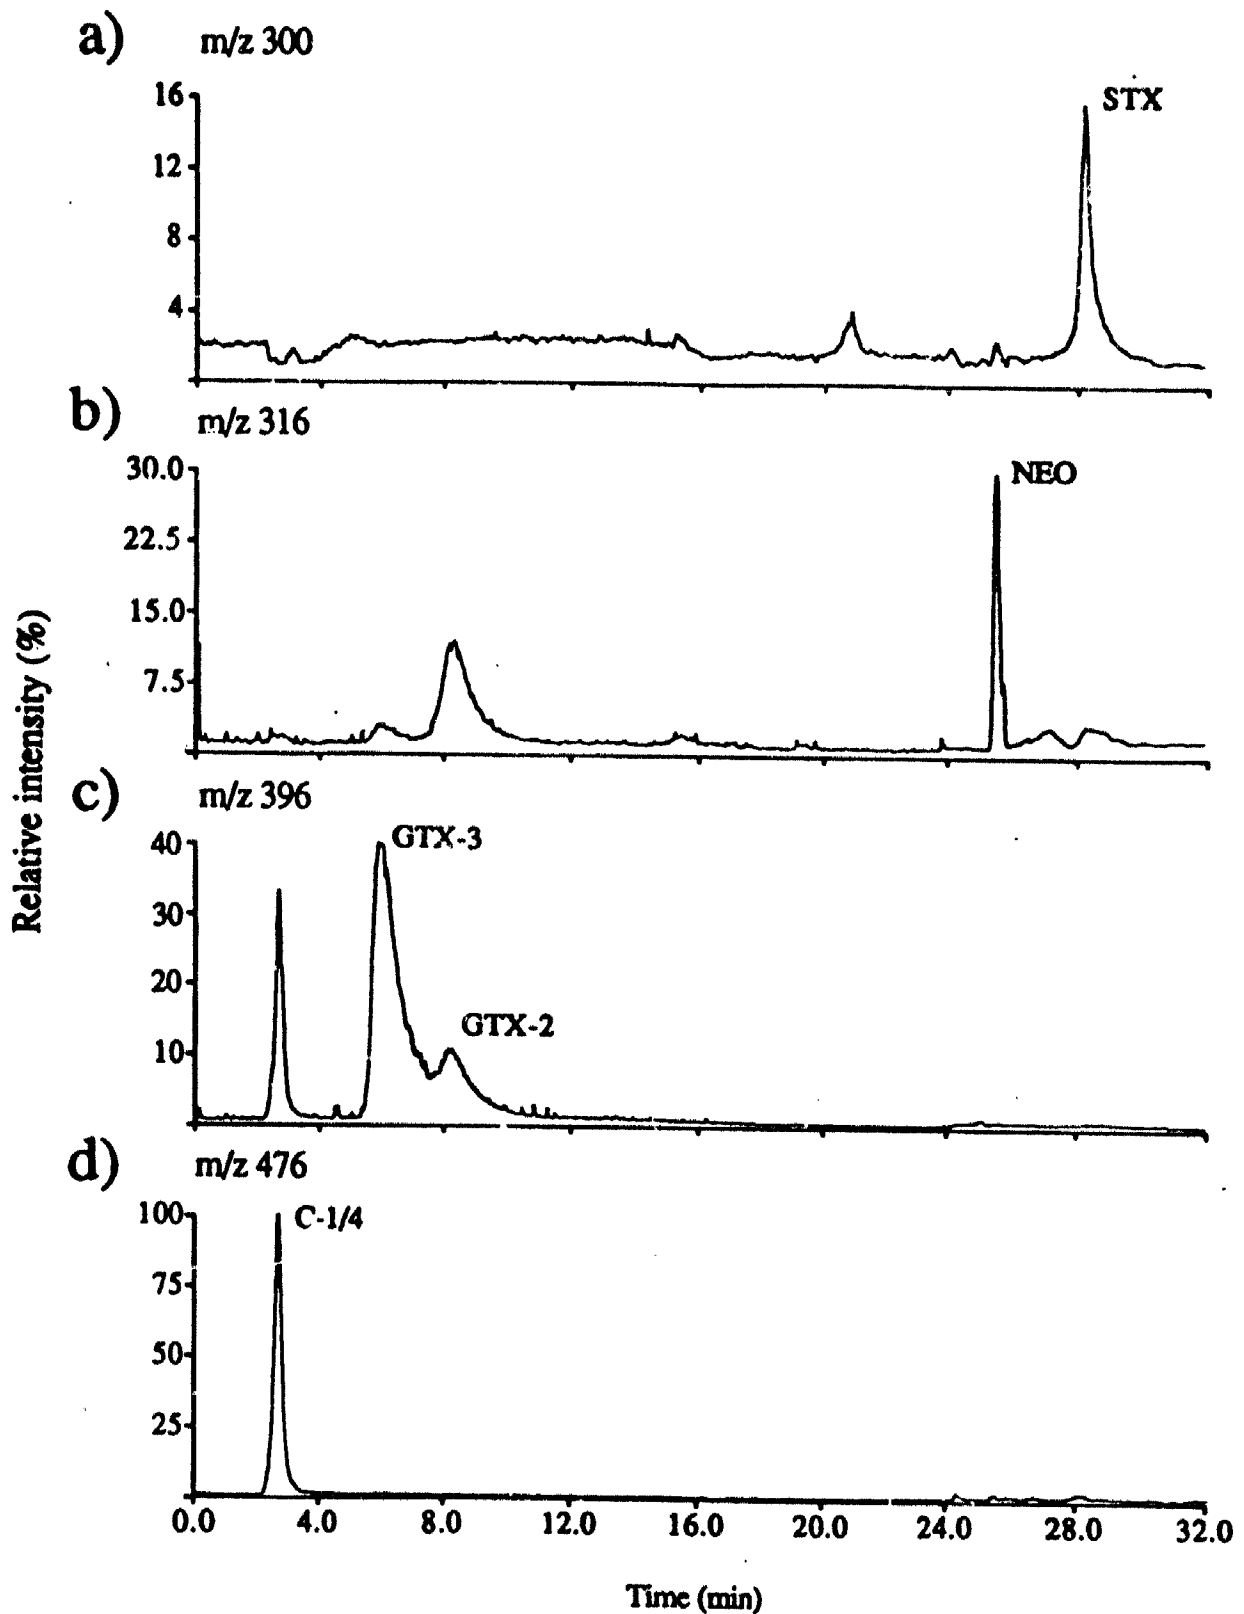 a) m/z 300
16
STX
12
8
4
b) m/z 316
30.0
NEO
22.5
15.0
7.5
Relative intensity (%)
c) m/z 396
40
GTX-3
30
20
GTX-2
10
d) m/z 476
100
C-1/4
75
50
25
0.0 4.0 8.0 12.0 16.0 20.0 24.0 28.0 32.0
Time (min)